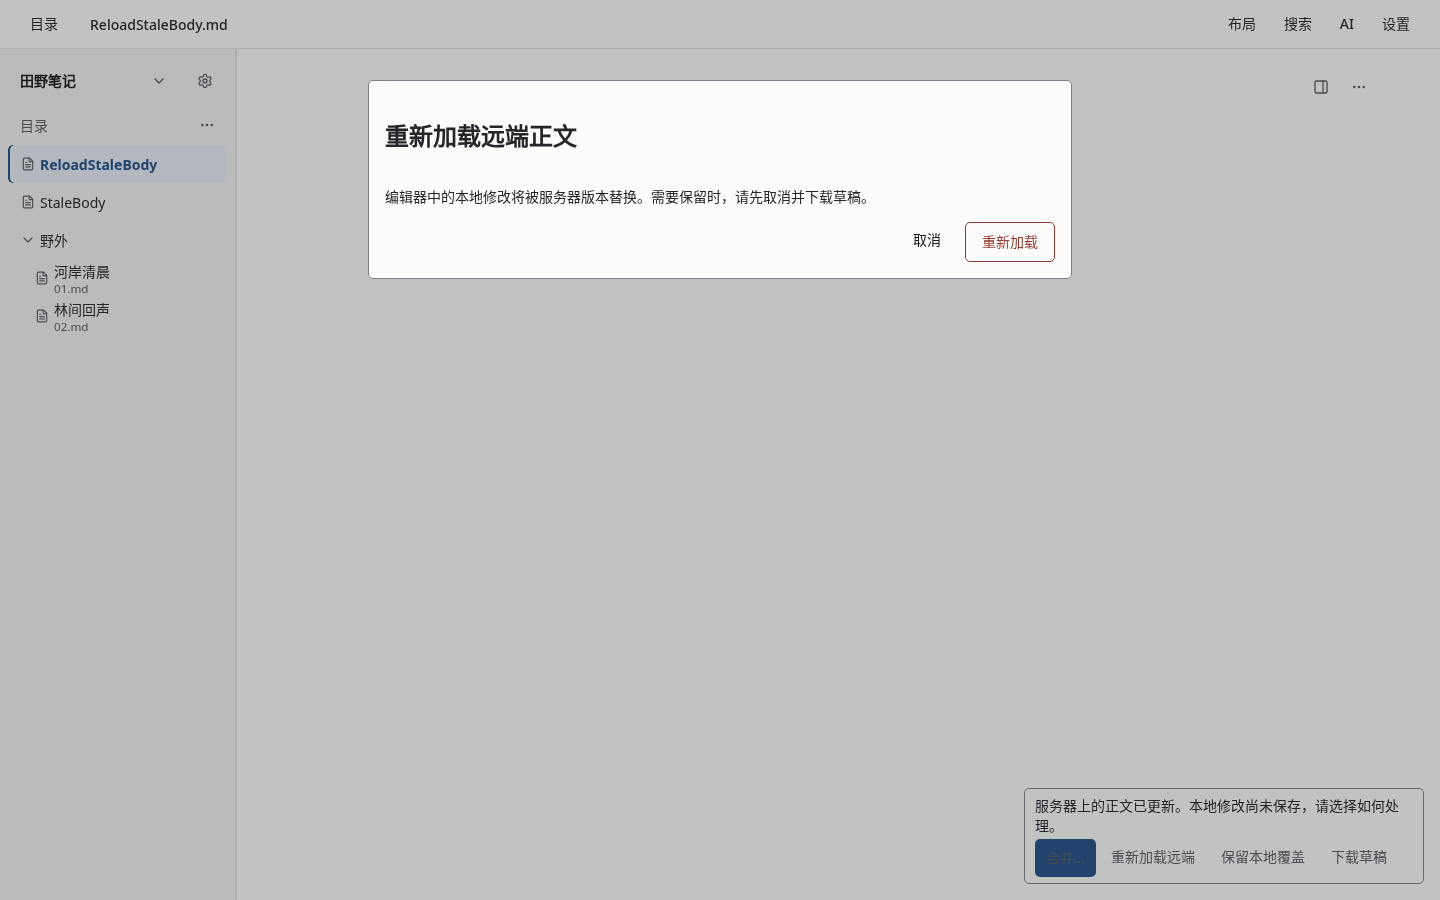 目录
ReloadStaleBody.md
布局
搜索
AI
设置
田野笔记
目录
ReloadStaleBody
StaleBody
野外
河岸清晨
01.md
林间回声
02.md
重新加载远端正文
编辑器中的本地修改将被服务器版本替换。需要保留时，请先取消并下载草稿。
取消
重新加载
服务器上的正文已更新。本地修改尚未保存，请选择如何处
理。
合并...
重新加载远端
保留本地覆盖
下载草稿